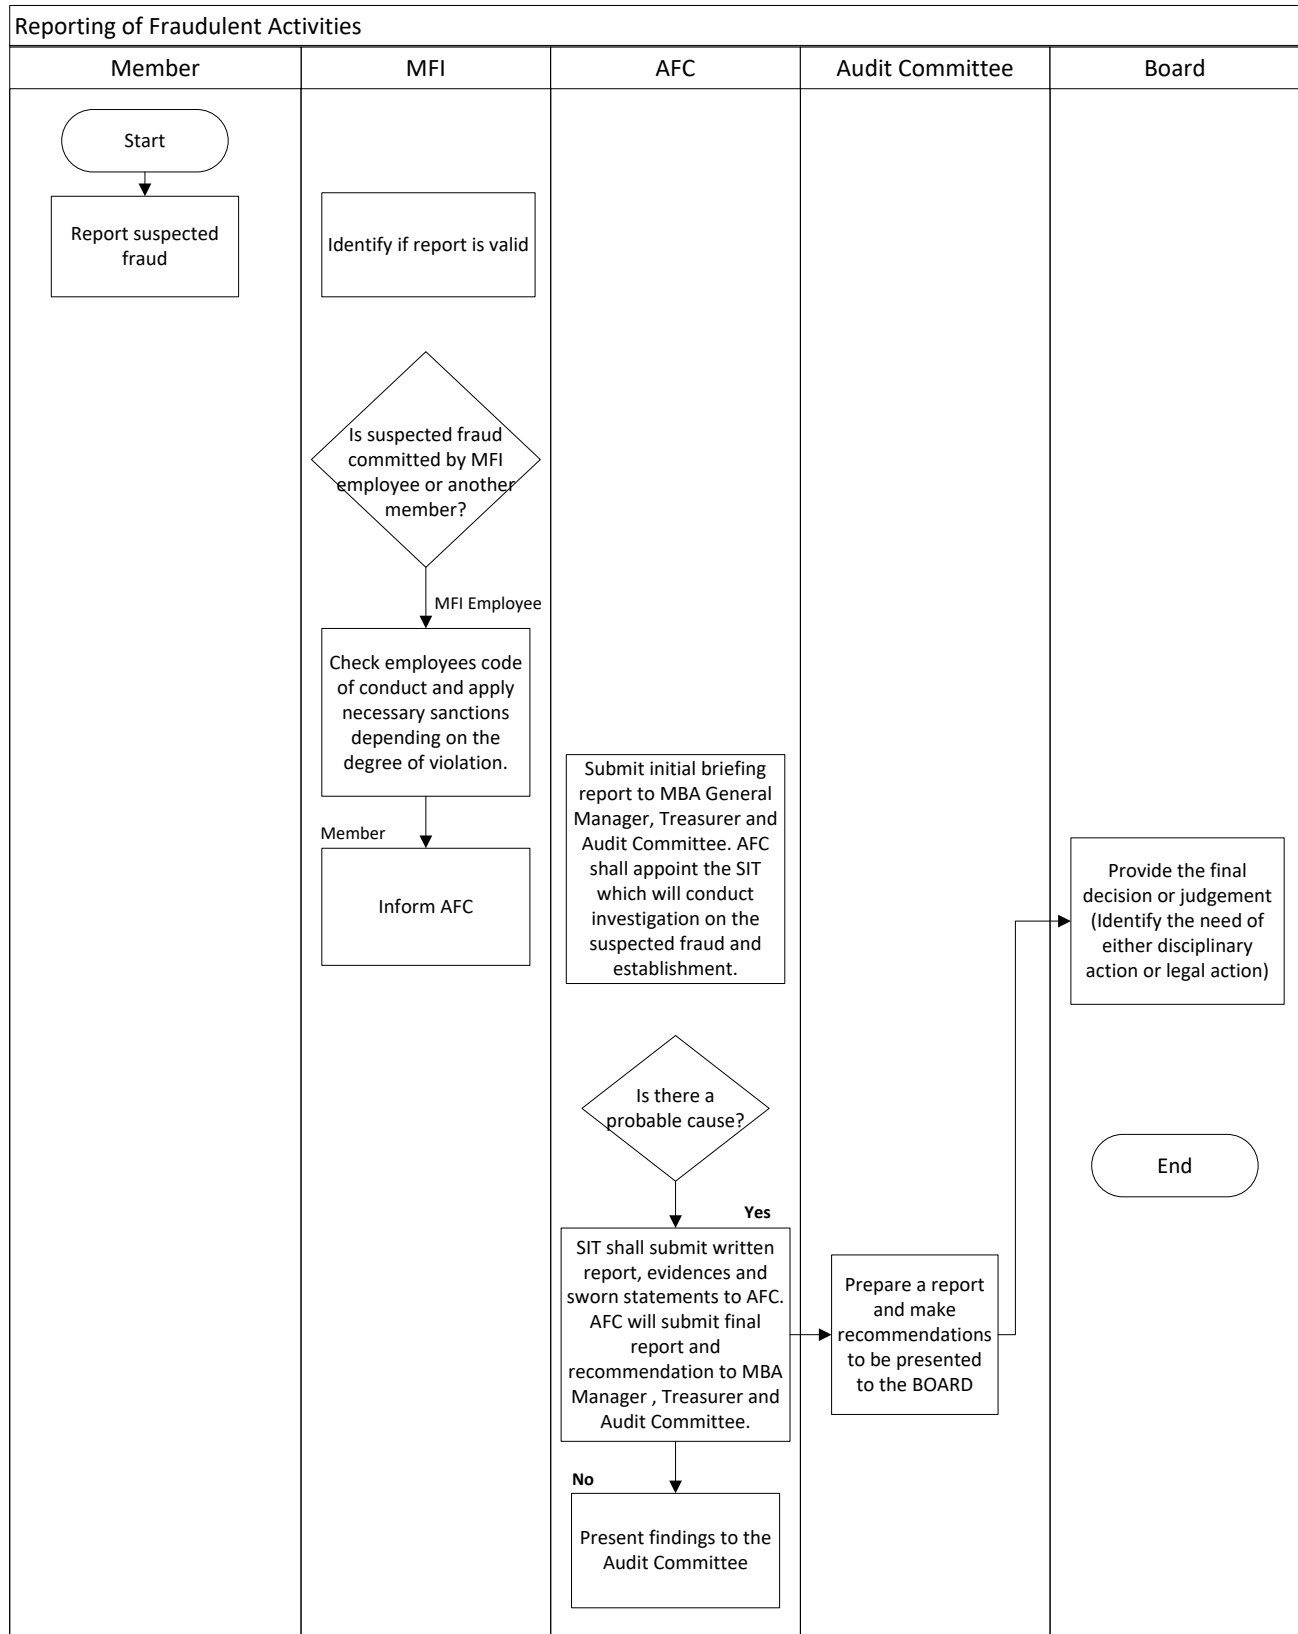 Reporting of Fraudulent Activities
Member
MFI
AFC
Audit Committee
Board
Start
Report suspected
fraud
Identify if report is valid
Is suspected fraud
committed by MFI
employee or another
member?
MFI Employee
Check employees code
of conduct and apply
necessary sanctions
depending on the
degree of violation.
Member
Inform AFC
Submit initial briefing
report to MBA General
Manager, Treasurer and
Audit Committee. AFC
shall appoint the SIT
which will conduct
investigation on the
suspected fraud and
establishment.
Is there a
probable cause?
Yes
SIT shall submit written
report, evidences and
sworn statements to AFC.
AFC will submit final
report and
recommendation to MBA
Manager , Treasurer and
Audit Committee.
No
Present findings to the
Audit Committee
Prepare a report
and make
recommendations
to be presented
to the BOARD
Provide the final
decision or judgement
(Identify the need of
either disciplinary
action or legal action)
End